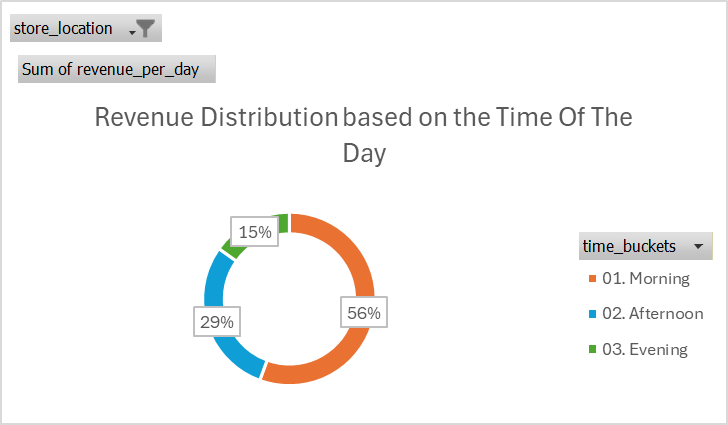 store_location
Sum of revenue_per_day
Revenue Distribution based on the Time Of The
Day
15%
29%
56%
time_buckets
01. Morning
02. Afternoon
03. Evening